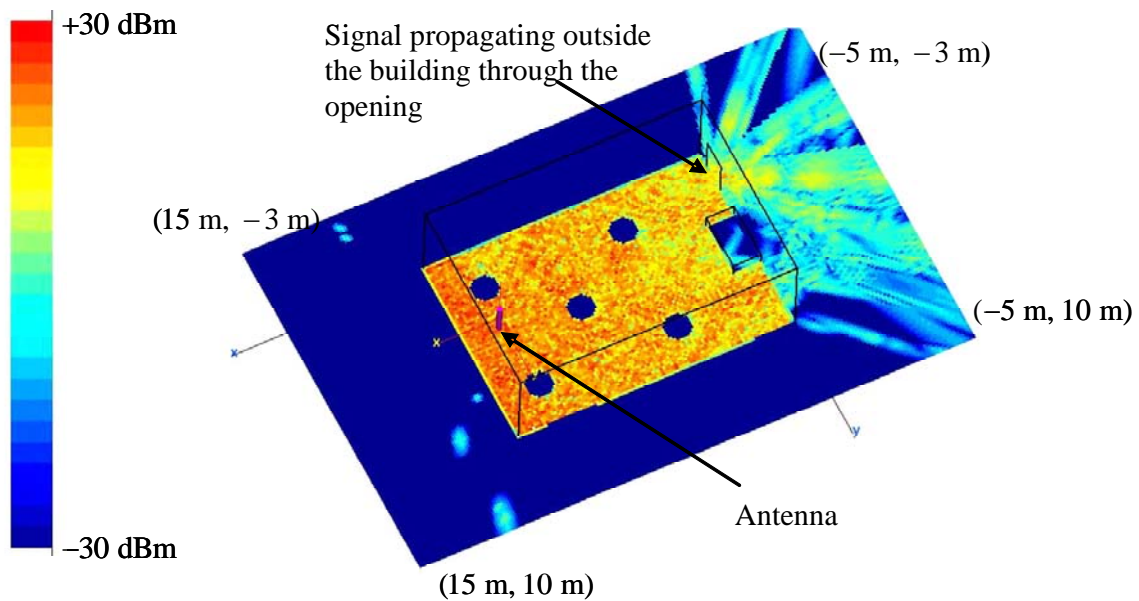 +30 dBm
Signal propagating outside
the building through the
opening
(−5 m, −3 m)
(15 m, −3 m)
x
x
(−5 m, 10 m)
y
Antenna
−30 dBm
(15 m, 10 m)